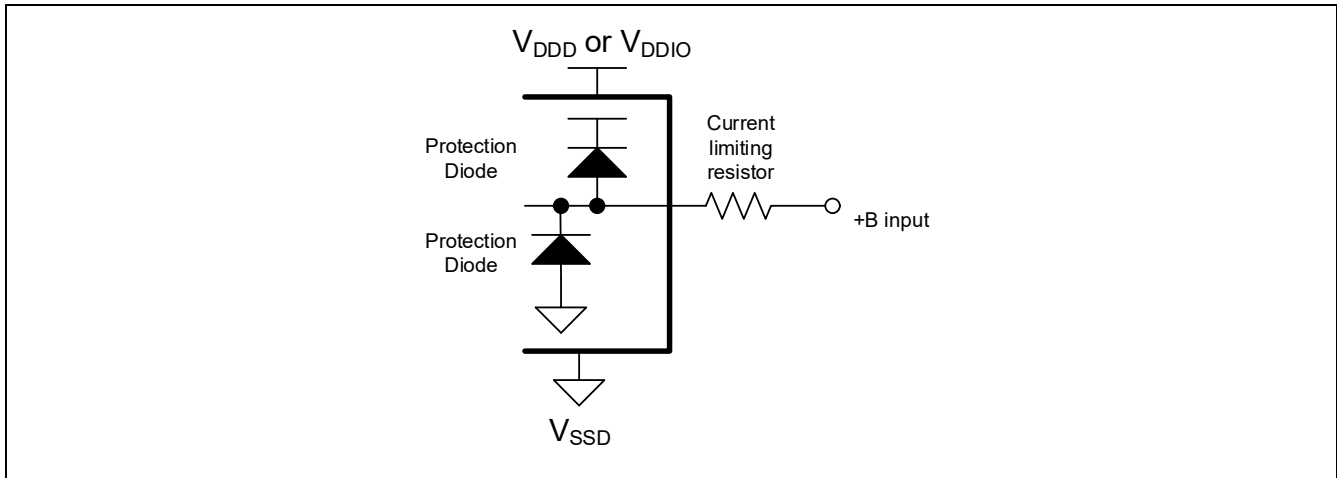 VDDD or VDDIO
Protection
Diode
Current
limiting
resistor
+B input
Protection
Diode
VSSD